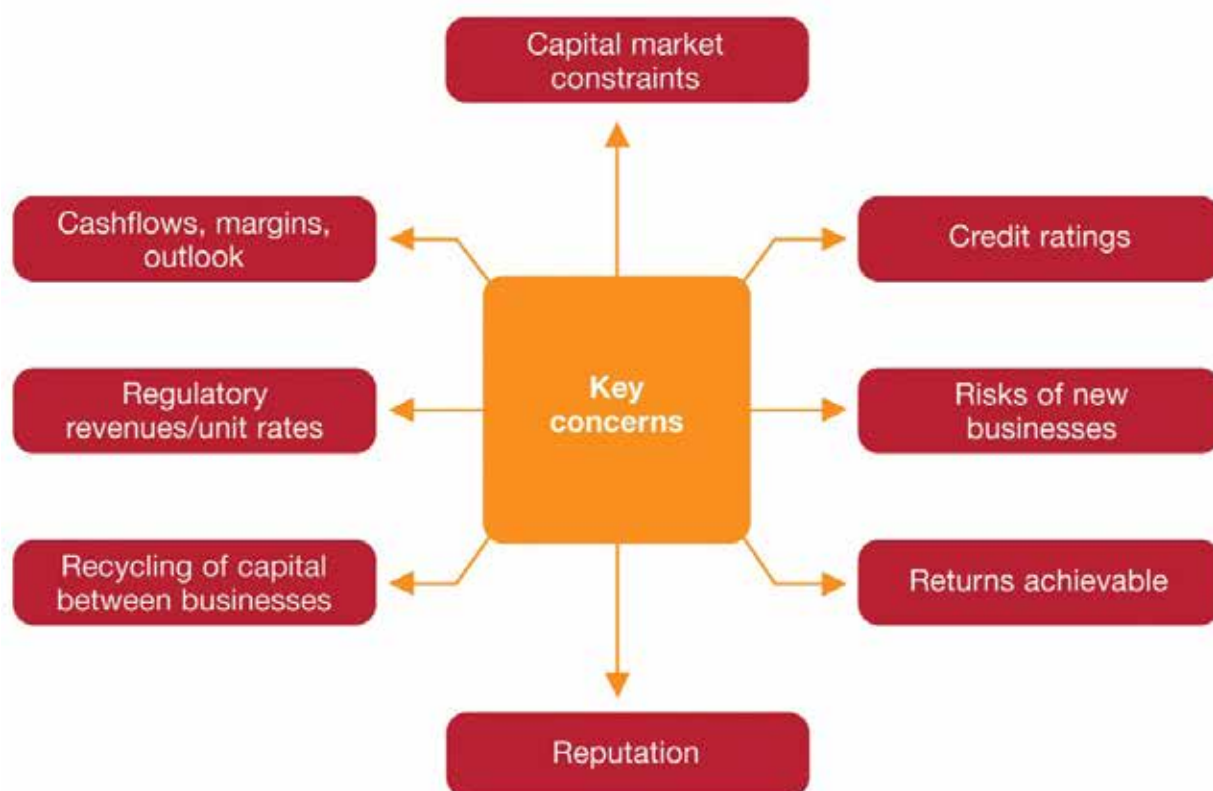 Capital market
constraints
Cashflows, margins,
outlook
Credit ratings
Key
concerns
Regulatory
revenues/unit rates
Risks of new
businesses
Recycling of capital
between businesses
Returns achievable
Reputation